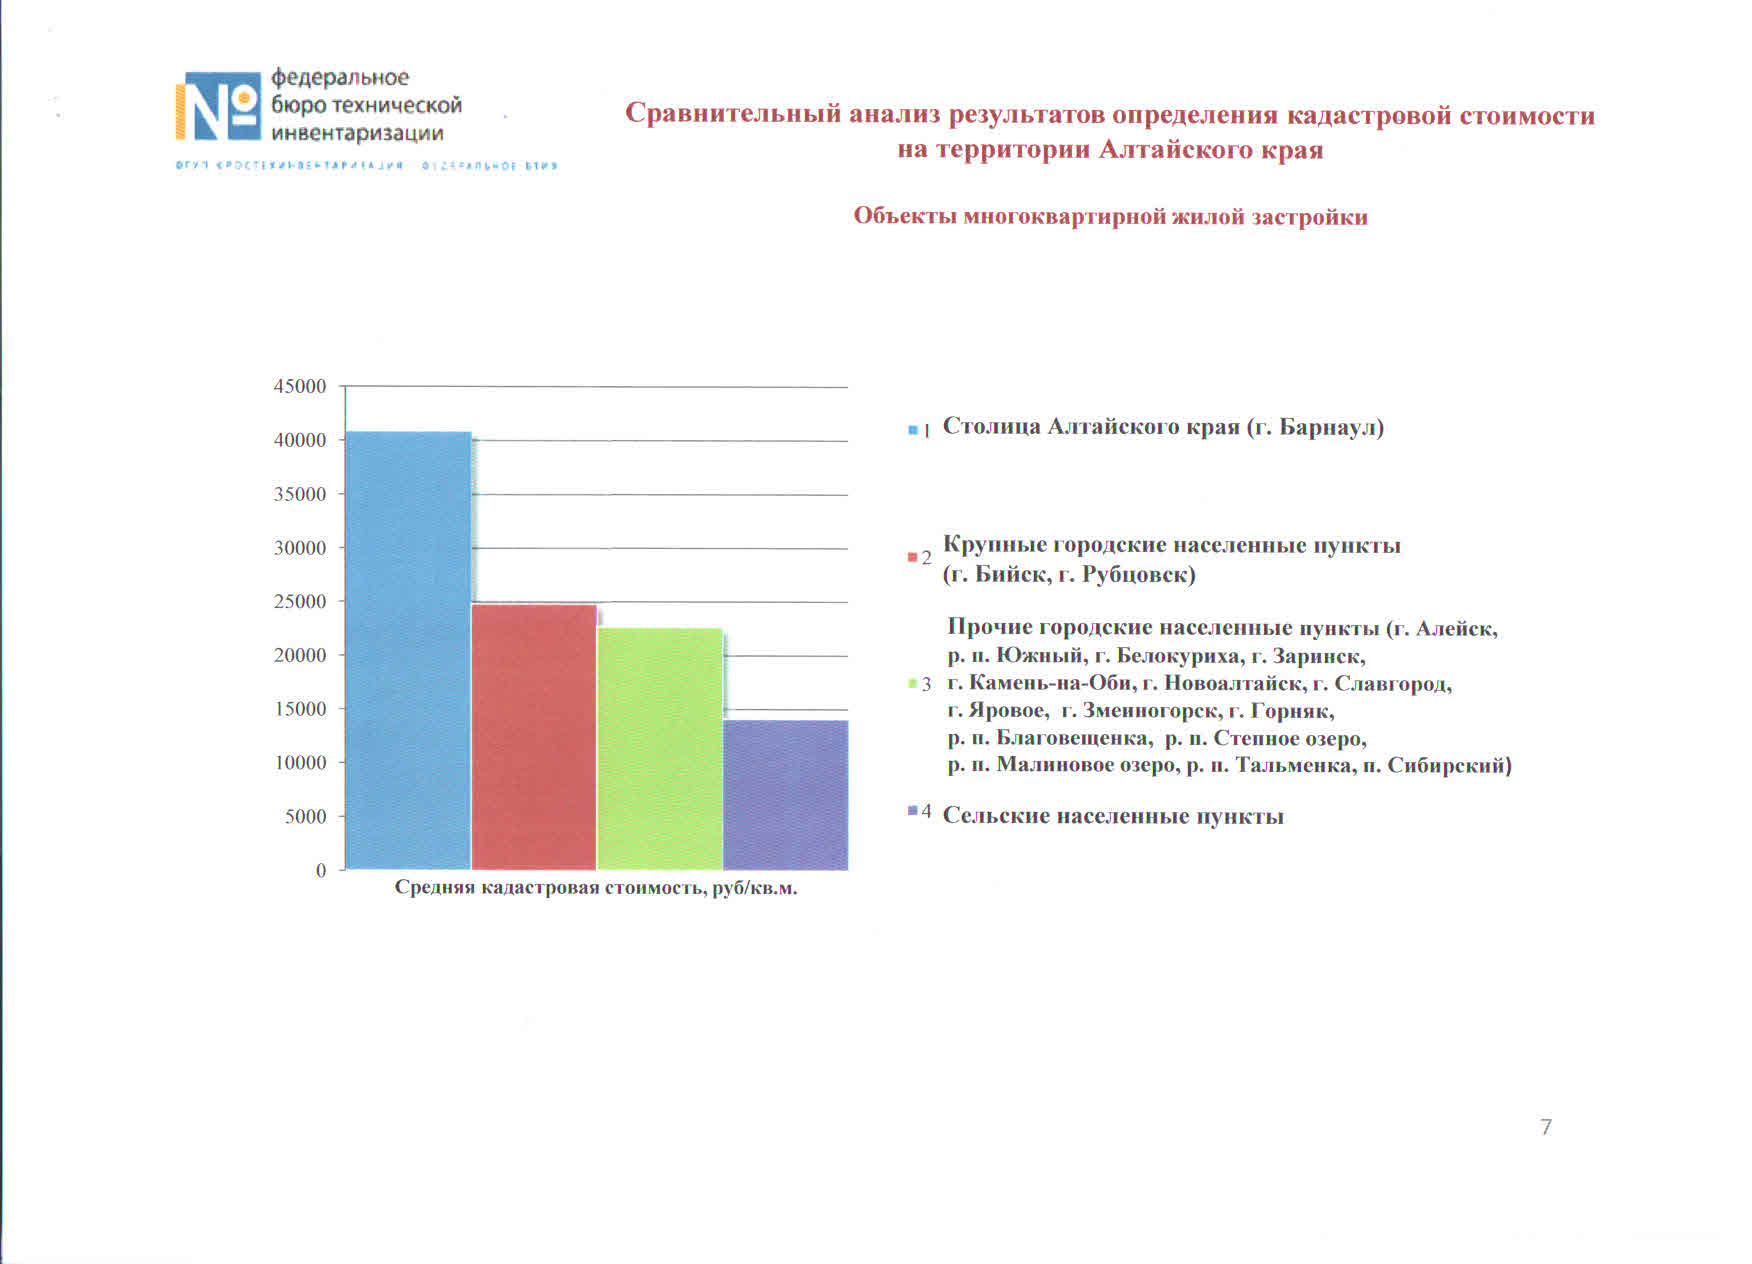 федеральное
бюро технической
инвентаризации
Сравнительный анализ результатов определения кадастровой стоимости
на территории Алтайского края
Объекты многоквартирной жилой застройки
45000
40000
35000
30000
25000
20000
15000
10000
5000
0
Средняя кадастровая стоимость, руб/кв.м.
1 Столица Алтайского края (г. Барнаул)
2 Крупные городские населенные пункты
(г. Бийск, г. Рубцовск)
Прочие городские населенные пункты (г. Алейск,
р. п. Южный, г. Белокуриха, г. Заринск,
3 г. Камень-на-Оби, г. Новоалтайск, г. Славгород,
г. Яровое, г. Змеиногорск, г. Горняк,
р. п. Благовещенка, р. п. Степное озеро,
р. п. Малиновое озеро, р. п. Тальменка, п. Сибирский)
4 Сельские населенные пункты
7